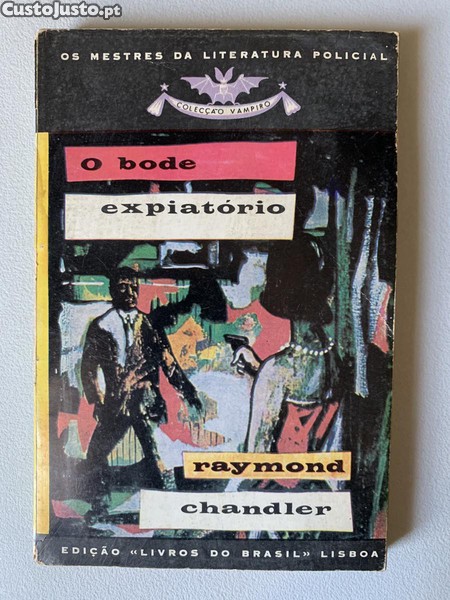 CustoJusto.pt
OS MESTRES DA LITERATURA POLICIAL
COLECÇÃO VAMPIRO
O bode
expiatório
raymond
chandler
EDIÇÃO «LIVROS DO BRASIL» LISBOA